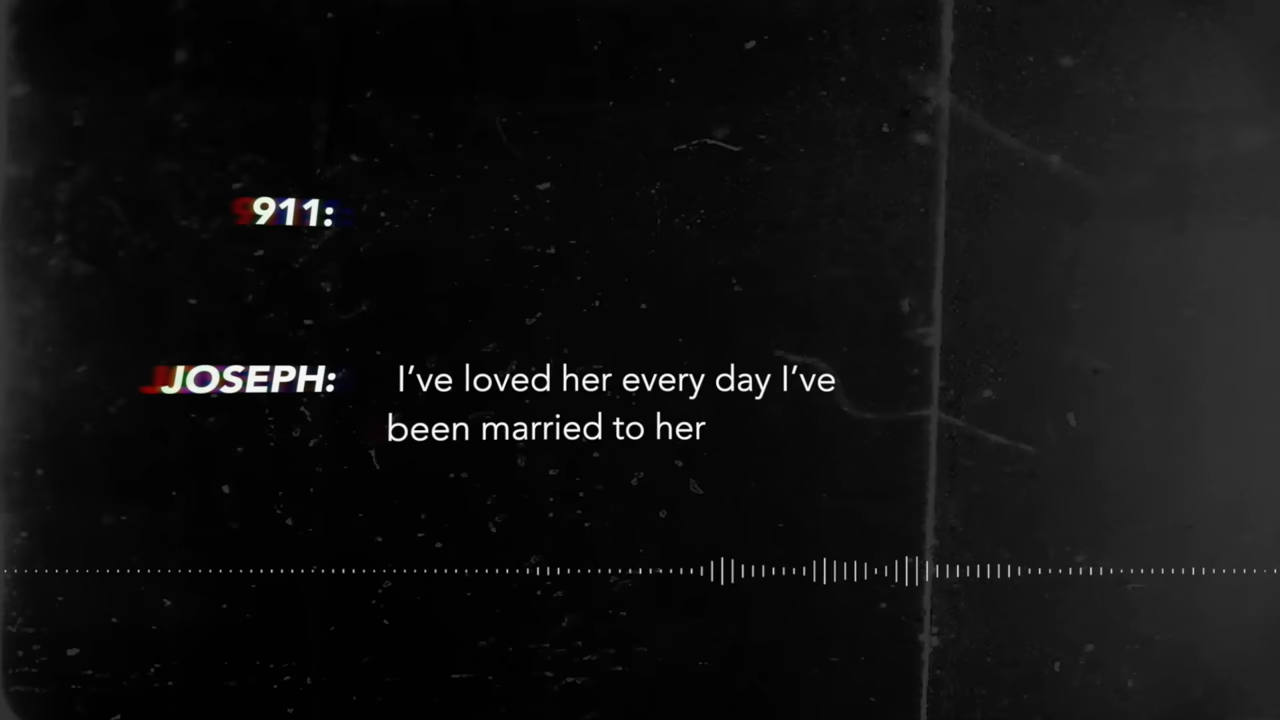 911:
JOSEPH: I’ve loved her every day I’ve
been married to her